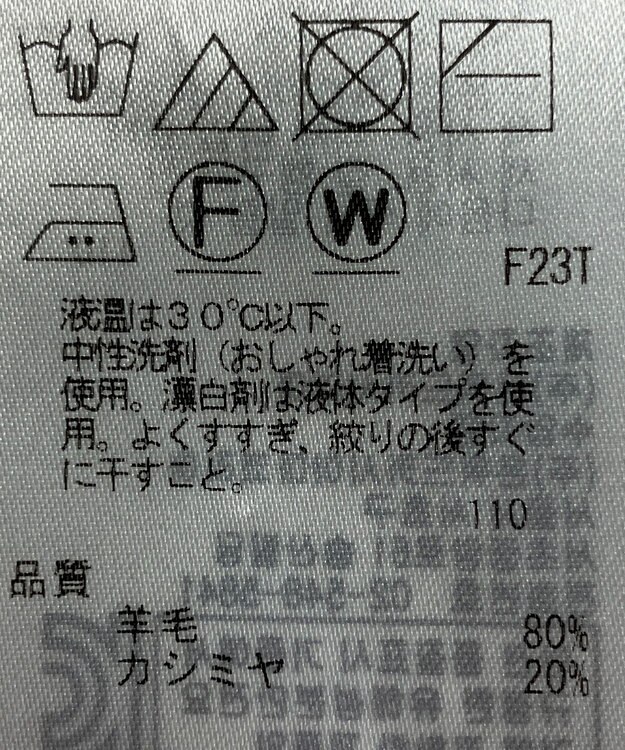 F W
F23T
液温は30℃以下。
中性洗剤(おしゃれ着洗い)を
使用。漂白剤は液体タイプを使
用。よくすすぎ、絞りの後すぐ
に干すこと。
110
品質
羊毛 80%
カシミヤ 20%